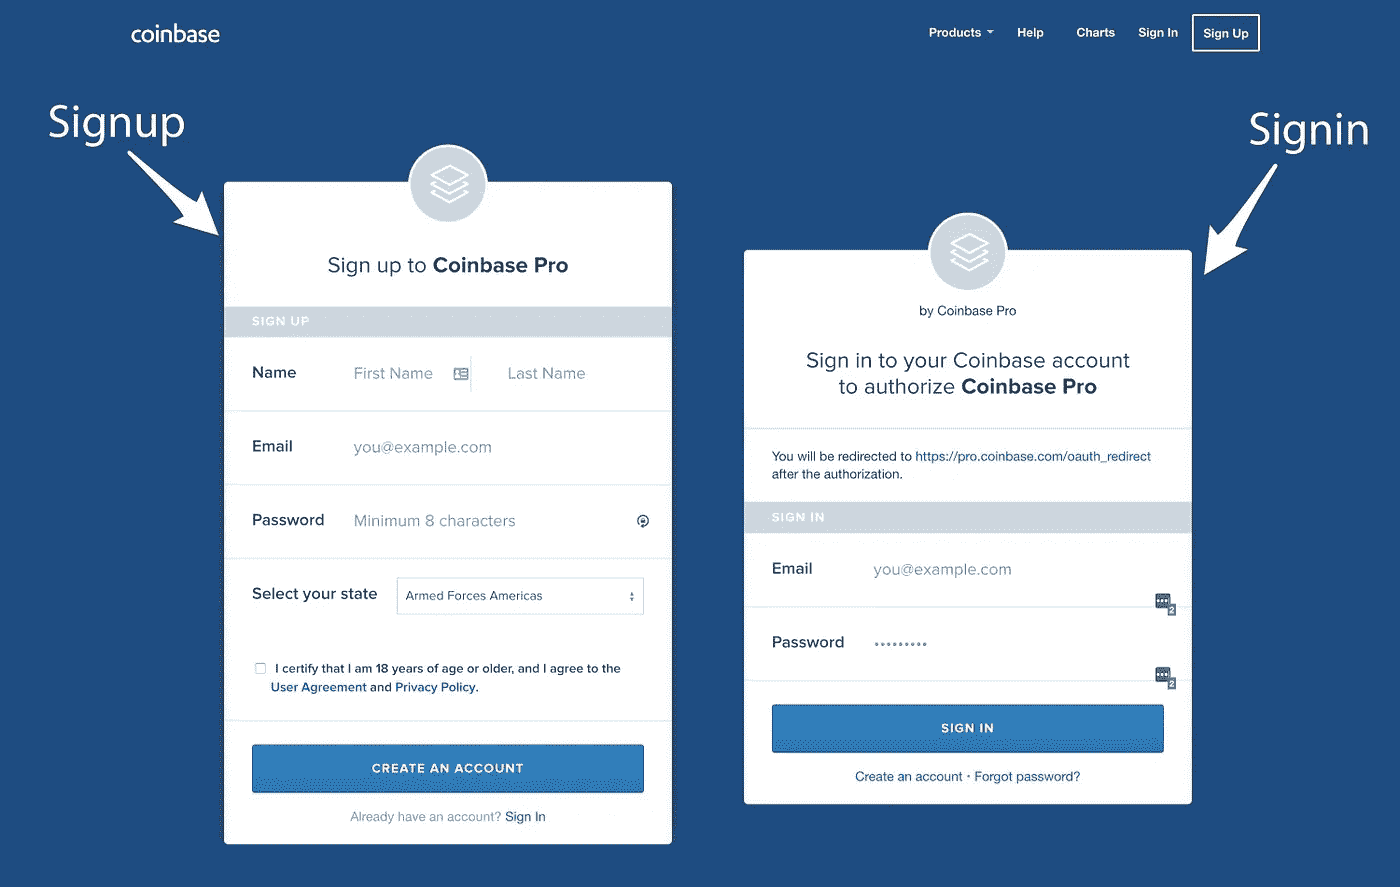 coinbase
Products Help Charts Sign In Sign Up
Signup
Signin
Sign up to Coinbase Pro
SIGN UP
Name First Name Last Name
Email you@example.com
Password Minimum 8 characters
Select your state Armed Forces Americas
I certify that I am 18 years of age or older, and I agree to the
User Agreement and Privacy Policy.
CREATE AN ACCOUNT
Already have an account? Sign In
by Coinbase Pro
Sign in to your Coinbase account
to authorize Coinbase Pro
You will be redirected to https://pro.coinbase.com/oauth_redirect
after the authorization.
SIGN IN
Email you@example.com
2
Password •••••••••
2
SIGN IN
Create an account • Forgot password?